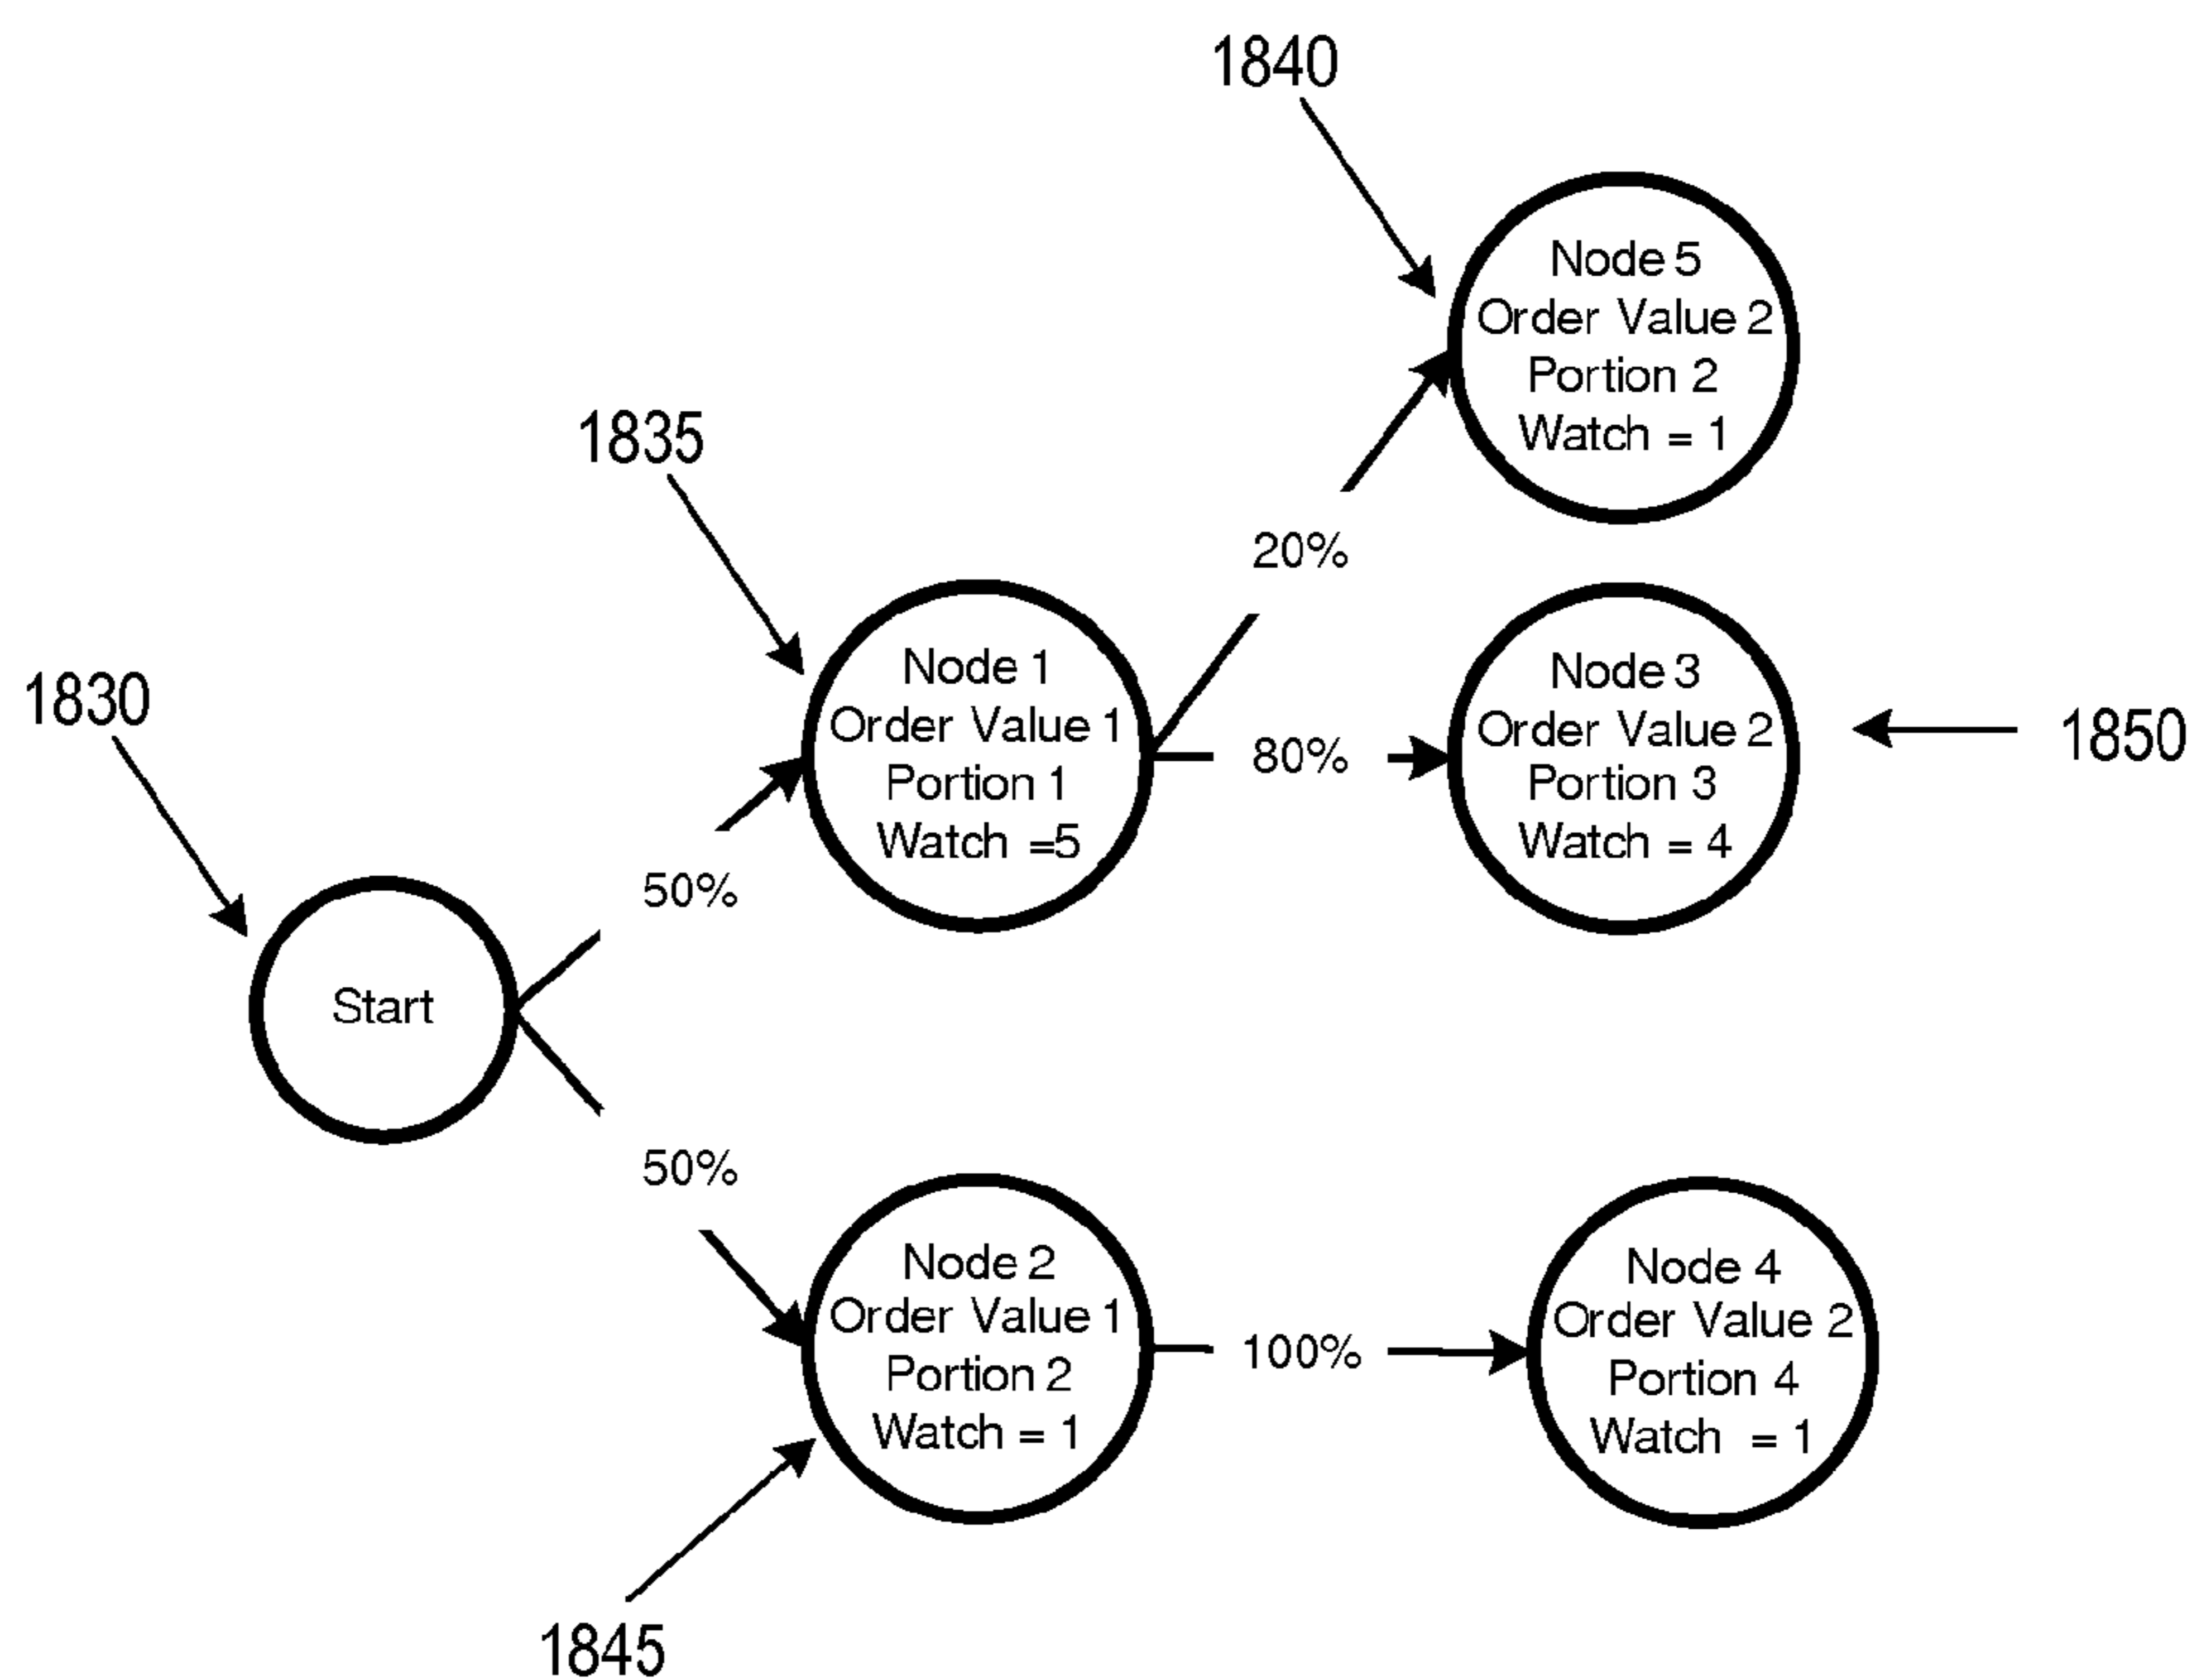 1840
Node 5
Order Value 2
Portion 2
Watch = 1
1835
20%
Node 1
Order Value 1
Portion 1
Watch =5
80%
Node 3
Order Value 2
Portion 3
Watch = 4
1850
1830
50%
Start
50%
Node 2
Order Value 1
Portion 2
Watch = 1
100%
Node 4
Order Value 2
Portion 4
Watch = 1
1845